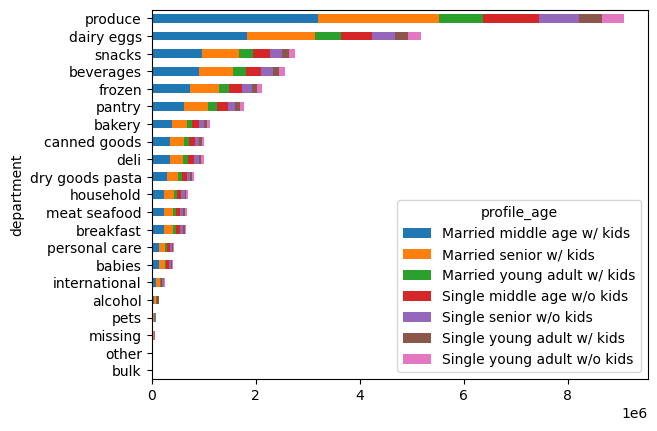 produce
dairy eggs
snacks
beverages
frozen
pantry
bakery
canned goods
deli
dry goods pasta
household
meat seafood
breakfast
personal care
babies
international
alcohol
pets
missing
other
bulk
department
profile_age
Married middle age w/ kids
Married senior w/ kids
Married young adult w/ kids
Single middle age w/o kids
Single senior w/o kids
Single young adult w/ kids
Single young adult w/o kids
0 2 4 6 8
1e6